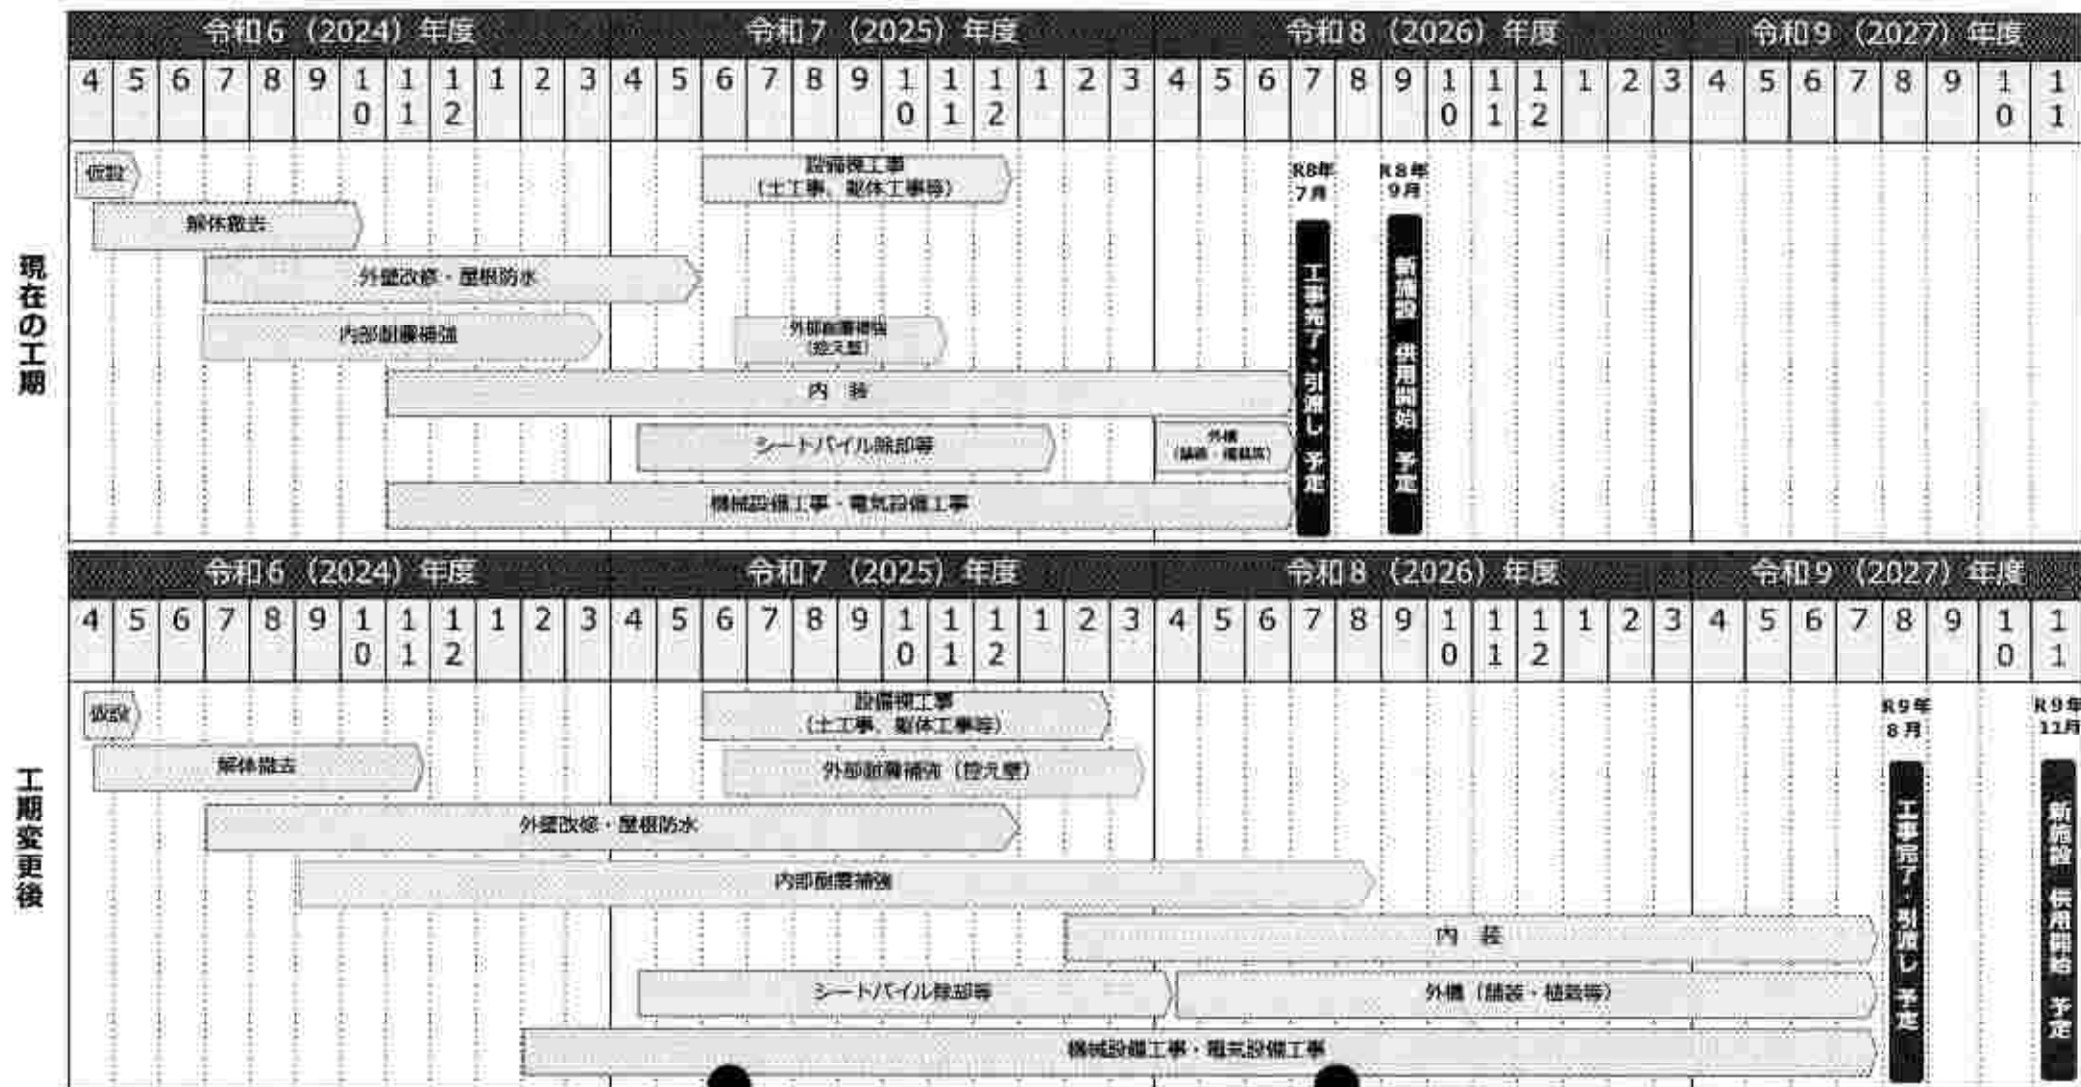 令和6（2024）年度 令和7（2025）年度 令和8（2026）年度 令和9（2027）年度
4 5 6 7 8 9 10 11 12 1 2 3 4 5 6 7 8 9 10 11 12 1 2 3 4 5 6 7 8 9 10 11 12 1 2 3 4 5 6 7 8 9 10 11
現在の工期
仮設
設備棟工事
（土工事、躯体工事等）
解体撤去
外壁改修・屋根防水
内部耐震補強
外部耐震補強
（控え壁）
内 装
シートパイル除却等
外構
（舗装・植栽等）
機械設備工事・電気設備工事
R8年
7月
工事完了・引渡し 予定
R8年
9月
新施設 供用開始 予定
令和6（2024）年度 令和7（2025）年度 令和8（2026）年度 令和9（2027）年度
4 5 6 7 8 9 10 11 12 1 2 3 4 5 6 7 8 9 10 11 12 1 2 3 4 5 6 7 8 9 10 11 12 1 2 3 4 5 6 7 8 9 10 11
工期変更後
仮設
設備棟工事
（土工事、躯体工事等）
解体撤去
外部耐震補強（控え壁）
外壁改修・屋根防水
内部耐震補強
内 装
シートパイル除却等
外構（舗装・植栽等）
機械設備工事・電気設備工事
R9年
8月
工事完了・引渡し 予定
R9年
11月
新施設 供用開始 予定